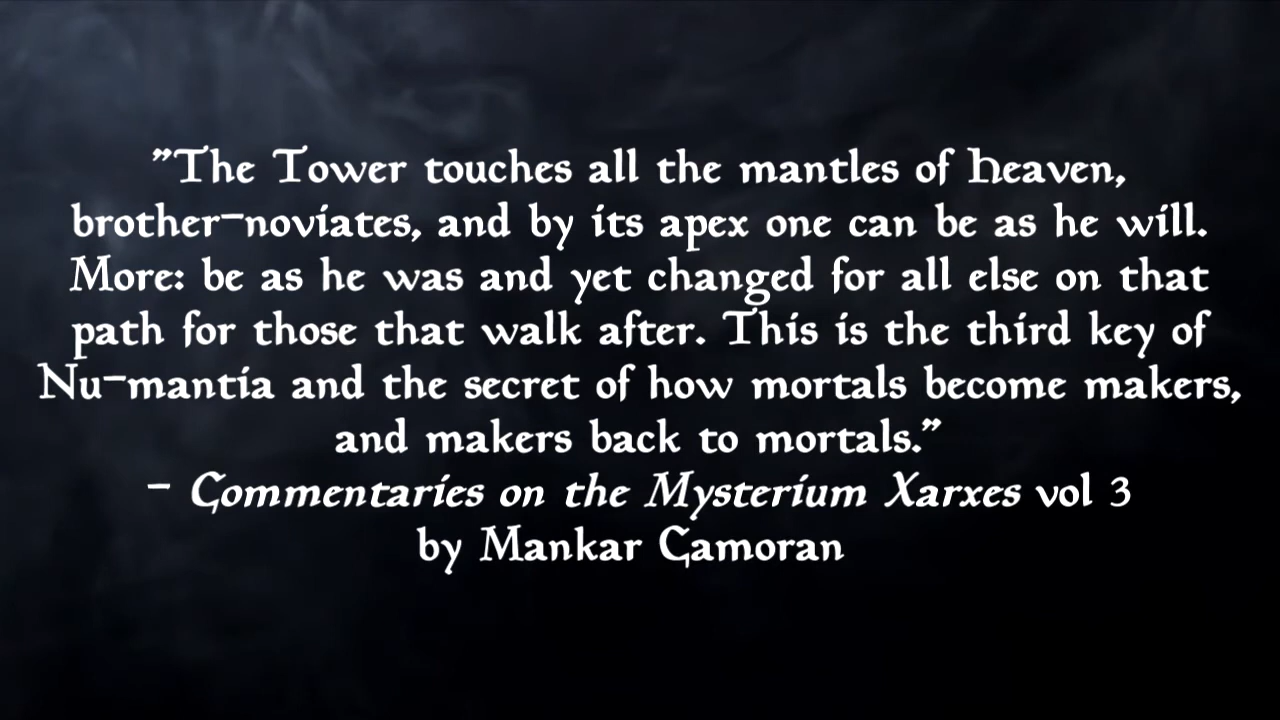 "The Tower touches all the mantles of Heaven,
brother-noviates, and by its apex one can be as he will.
More: be as he was and yet changed for all else on that
path for those that walk after. This is the third key of
Nu-mantia and the secret of how mortals become makers,
and makers back to mortals."
- Commentaries on the Mysterium Xarxes vol 3
by Mankar Camoran